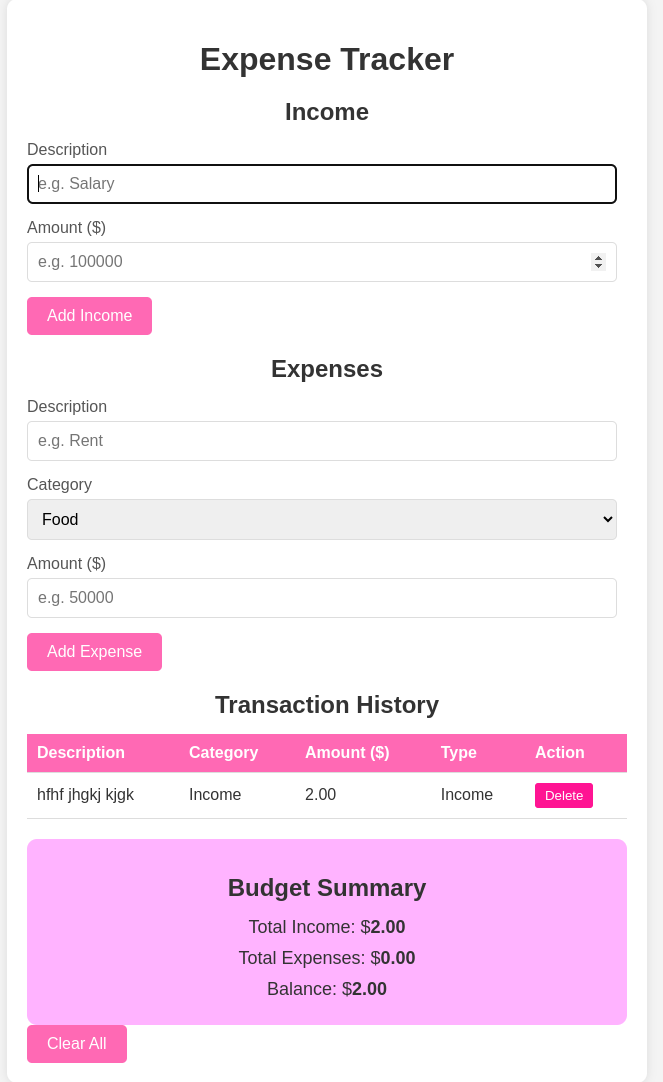 Expense Tracker
Income
Description
e.g. Salary
Amount ($)
e.g. 100000
Add Income
Expenses
Description
e.g. Rent
Category
Food
Amount ($)
e.g. 50000
Add Expense
Transaction History
Description Category Amount ($) Type Action
hfhf jhgkj kjgk Income 2.00 Income Delete
Budget Summary
Total Income: $2.00
Total Expenses: $0.00
Balance: $2.00
Clear All